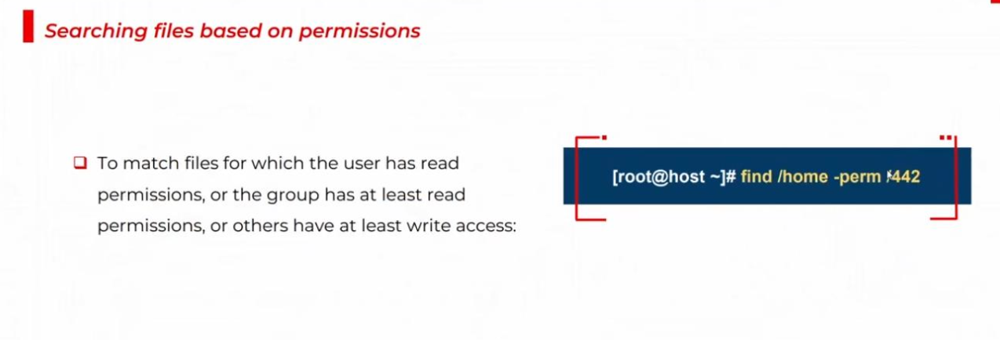 Searching files based on permissions
❑ To match files for which the user has read
permissions, or the group has at least read
permissions, or others have at least write access:
[root@host ~]# find /home -perm /442